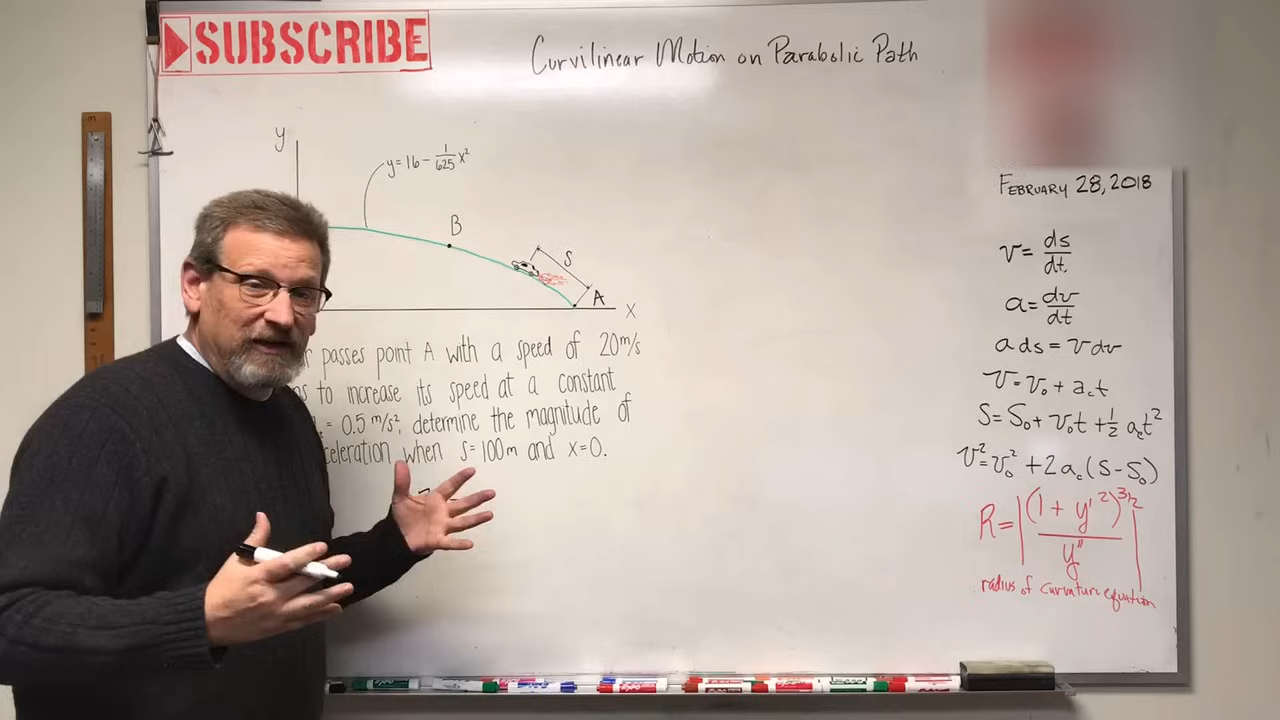 SUBSCRIBE
Curvilinear Motion on Parabolic Path
y
y=16-1/625 x²
B
S
A
x
passes point A with a speed of 20m/s
to increase its speed at a constant
= 0.5 m/s², determine the magnitude of
when s=100m and x=0.
FEBRUARY 28, 2018
v = ds/dt
a = dv/dt
a ds = v dv
v = v₀ + a_c t
S = S₀ + v₀t + 1/2 a_c t²
v² = v₀² + 2a_c (S - S₀)
R = |(1 + y'²)^3/2 / y''|
radius of curvature equation